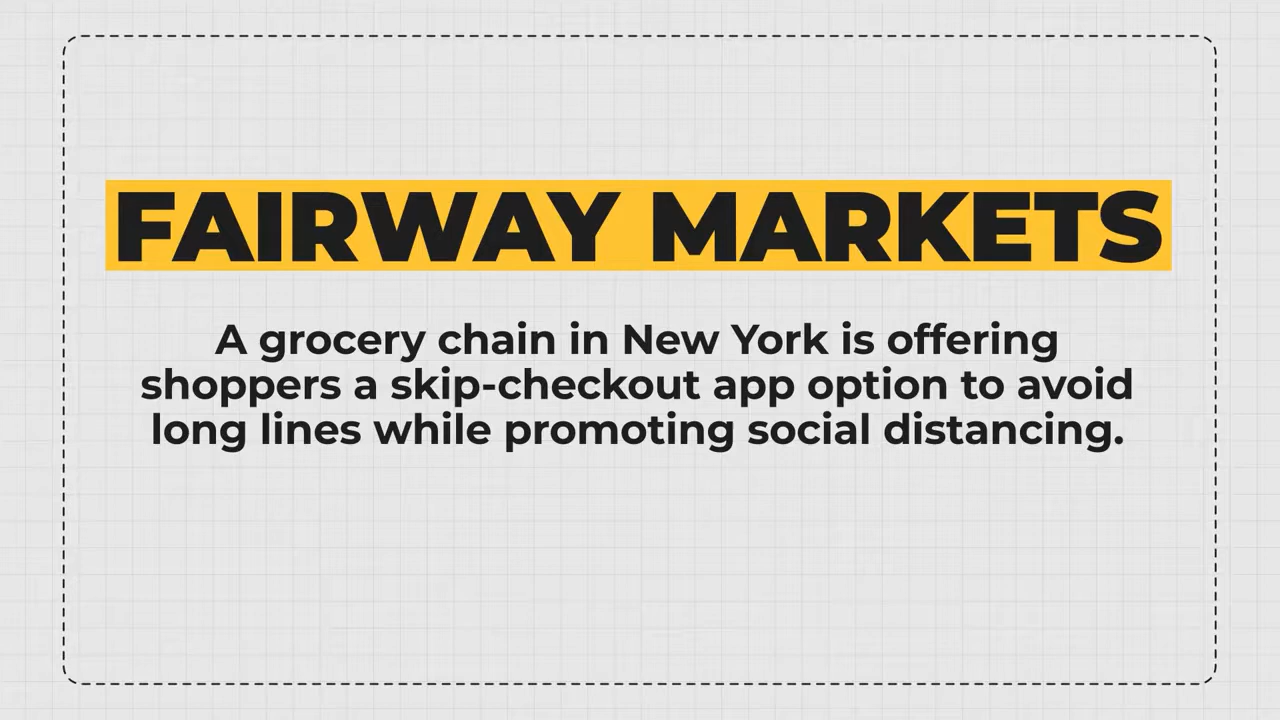 FAIRWAY MARKETS
A grocery chain in New York is offering
shoppers a skip-checkout app option to avoid
long lines while promoting social distancing.